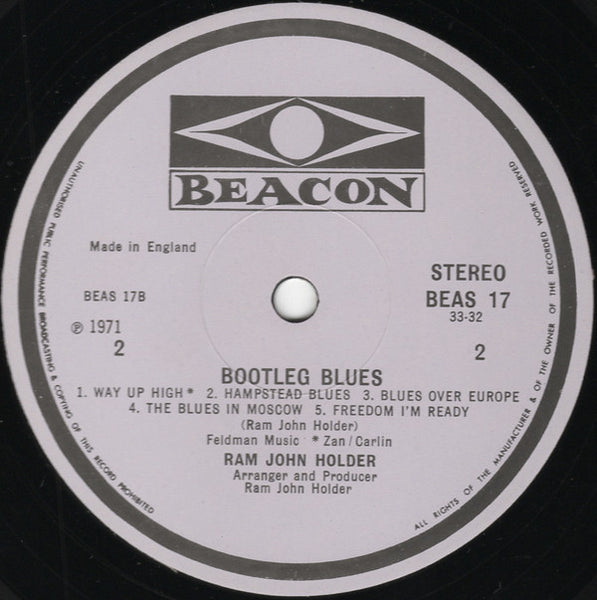 BEACON
Made in England
STEREO
BEAS 17B
BEAS 17
33-32
℗ 1971
2
2
BOOTLEG BLUES
1. WAY UP HIGH* 2. HAMPSTEAD BLUES 3. BLUES OVER EUROPE
4. THE BLUES IN MOSCOW 5. FREEDOM I'M READY
(Ram John Holder)
Feldman Music * Zan/Carlin
RAM JOHN HOLDER
Arranger and Producer
Ram John Holder
UNAUTHORISED PUBLIC PERFORMANCE BROADCASTING & COPYING OF THIS RECORD PROHIBITED
ALL RIGHTS OF THE MANUFACTURER & OF THE OWNER OF THE RECORDED WORK RESERVED